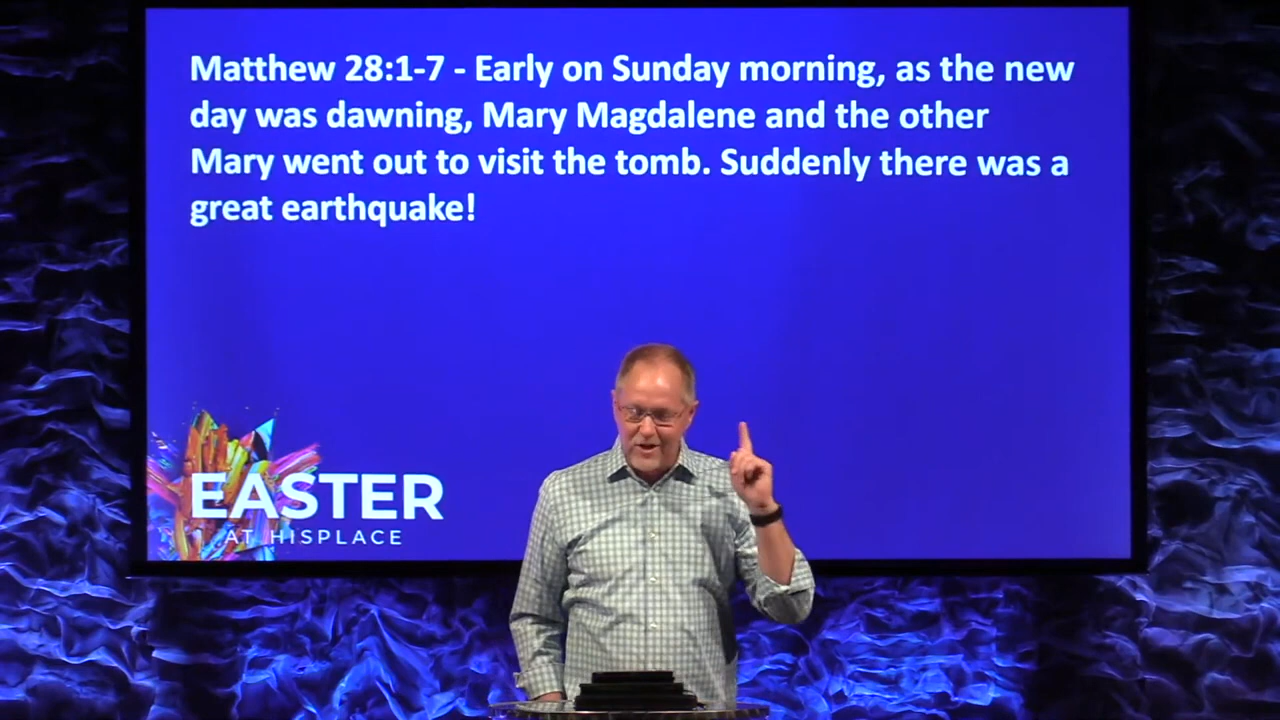 Matthew 28:1-7 - Early on Sunday morning, as the new
day was dawning, Mary Magdalene and the other
Mary went out to visit the tomb. Suddenly there was a
great earthquake!
EASTER
AT HISPLACE